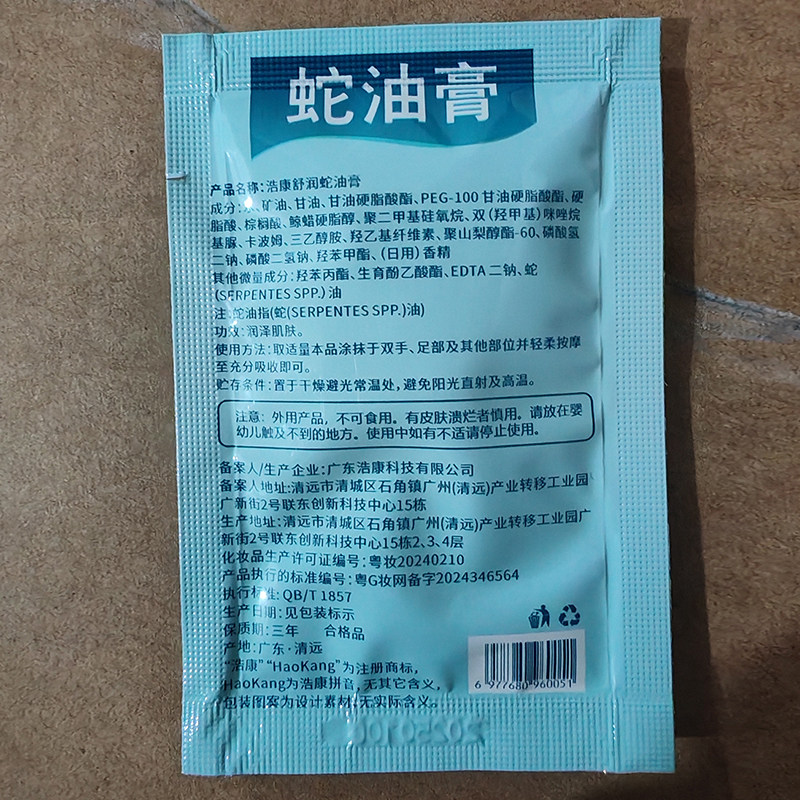 蛇油膏
产品名称：浩康舒润蛇油膏
成分：水、矿油、甘油、甘油硬脂酸酯、PEG-100甘油硬脂酸酯、硬
脂酸、棕榈酸、鲸蜡硬脂醇、聚二甲基硅氧烷、双（羟甲基）咪唑烷
基脲、卡波姆、三乙醇胺、羟乙基纤维素、聚山梨醇酯-60、磷酸氢
二钠、磷酸二氢钠、羟苯甲酯、（日用）香精
其他微量成分：羟苯丙酯、生育酚乙酸酯、EDTA二钠、蛇
(SERPENTES SPP.)油
注：蛇油指(蛇(SERPENTES SPP.)油)
功效：润泽肌肤。
使用方法：取适量本品涂抹于双手、足部及其他部位并轻柔按摩
至充分吸收即可。
贮存条件：置于干燥避光常温处，避免阳光直射及高温。
注意：外用产品，不可食用。有皮肤溃烂者慎用。请放在婴
幼儿触及不到的地方。使用中如有不适请停止使用。
备案人/生产企业：广东浩康科技有限公司
备案人地址:清远市清城区石角镇广州(清远)产业转移工业园
广新街2号联东创新科技中心15栋
生产地址：清远市清城区石角镇广州(清远)产业转移工业园广
新街2号联东创新科技中心15栋2、3、4层
化妆品生产许可证编号：粤妆20240210
产品执行的标准编号：粤G妆网备字2024346564
执行标准：QB/T 1857
生产日期：见包装标示
保质期：三年 合格品
产地：广东·清远
“浩康”“HaoKang”为注册商标，
HaoKang为浩康拼音，无其它含义，
包装图案为设计素材，无实际含义。
6 977680 960051